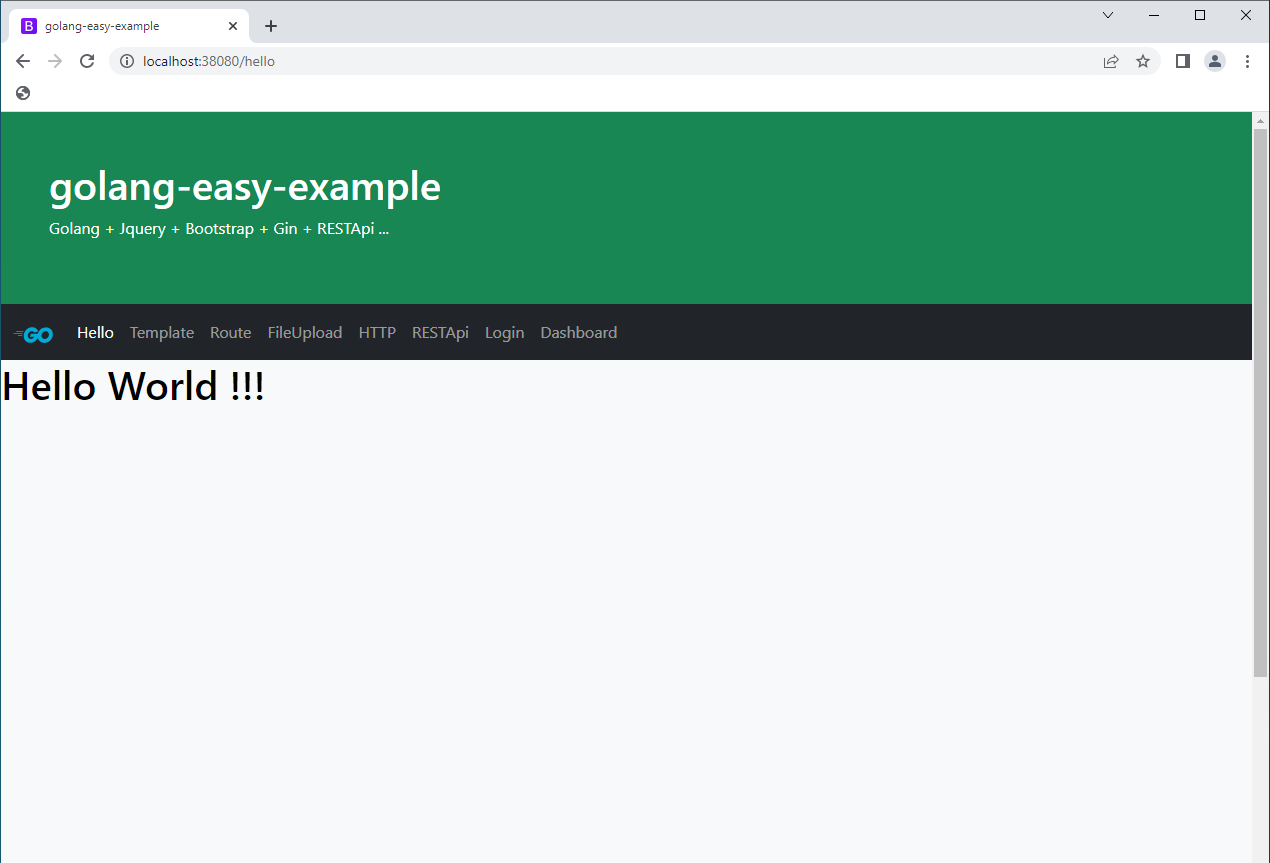 B golang-easy-example
localhost:38080/hello
golang-easy-example
Golang + Jquery + Bootstrap + Gin + RESTApi ...
GO Hello Template Route FileUpload HTTP RESTApi Login Dashboard
Hello World !!!